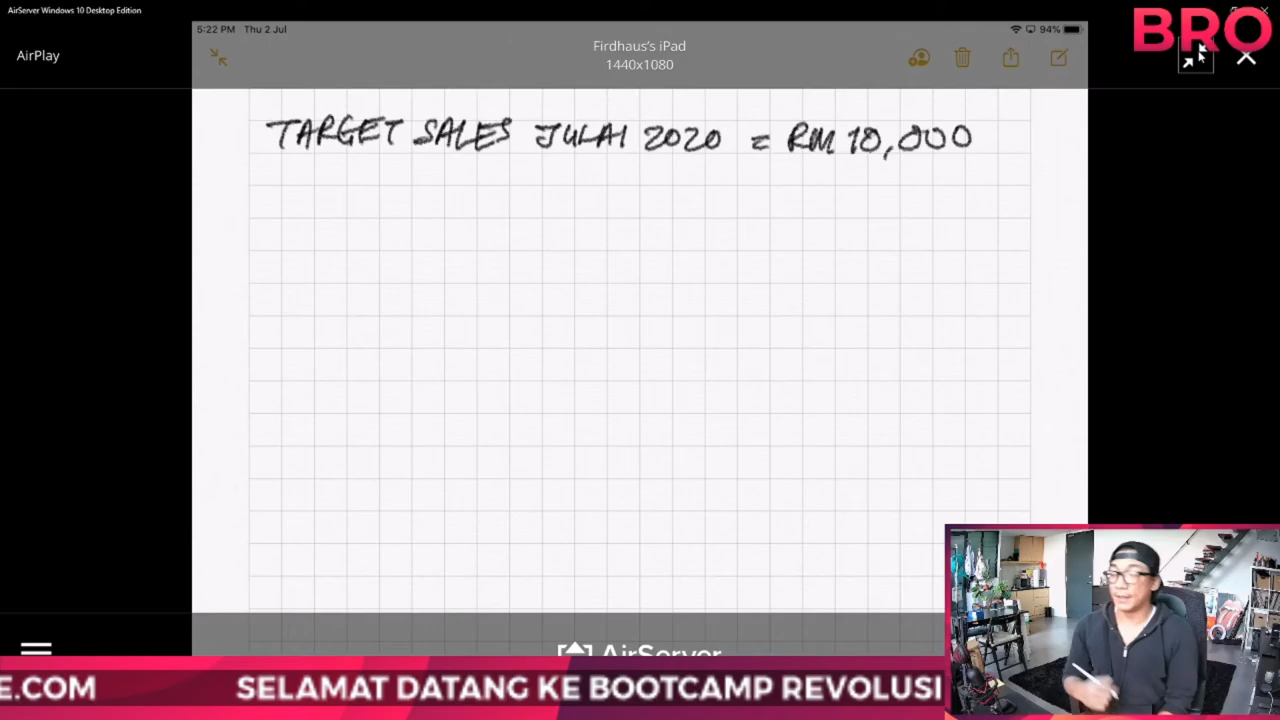 AirServer Windows 10 Desktop Edition
5:22 PM Thu 2 Jul
94%
BRO
AirPlay
Firdhaus's iPad
1440x1080
TARGET SALES JULAI 2020 = RM 10,000
AirServer
E.COM SELAMAT DATANG KE BOOTCAMP REVOLUSI